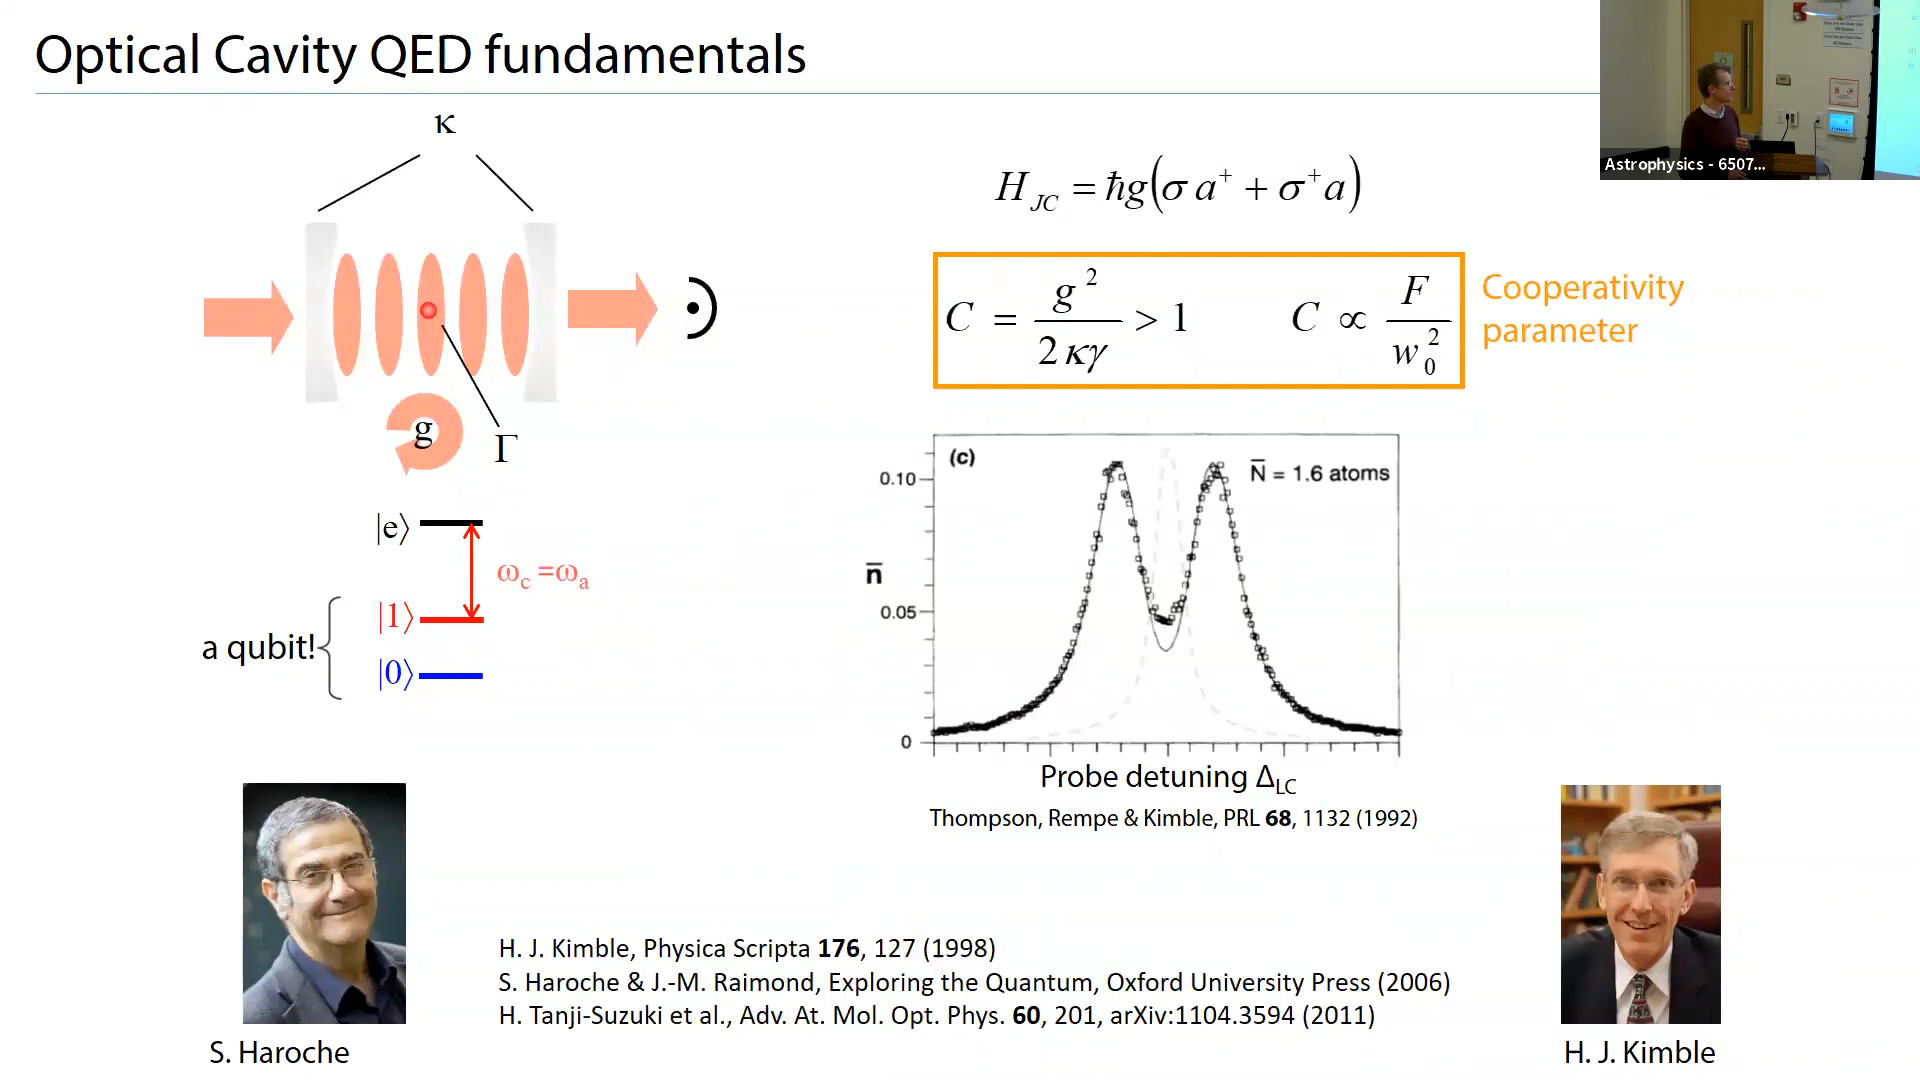 Optical Cavity QED fundamentals
Astrophysics - 6507...
κ
g
Γ
|e⟩
ω_c =ω_a
|1⟩
a qubit!
|0⟩
H_JC = ħg(σ a⁺ + σ⁺a)
C = g² / 2κγ > 1
C ∝ F / w₀²
Cooperativity
parameter
(c)
N̄ = 1.6 atoms
0.10
n̄
0.05
0
Probe detuning Δ_LC
Thompson, Rempe & Kimble, PRL 68, 1132 (1992)
H. J. Kimble, Physica Scripta 176, 127 (1998)
S. Haroche & J.-M. Raimond, Exploring the Quantum, Oxford University Press (2006)
H. Tanji-Suzuki et al., Adv. At. Mol. Opt. Phys. 60, 201, arXiv:1104.3594 (2011)
S. Haroche
H. J. Kimble